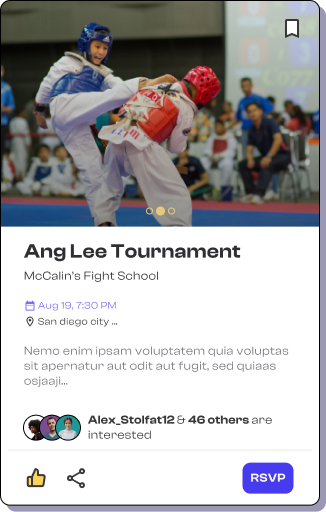 Ang Lee Tournament
McCalin's Fight School
Aug 19, 7:30 PM
San diego city ...
Nemo enim ipsam voluptatem quia voluptas
sit apernatur aut odit aut fugit, sed quiaas
osjaaji...
Alex_Stolfat12 & 46 others are
interested
RSVP